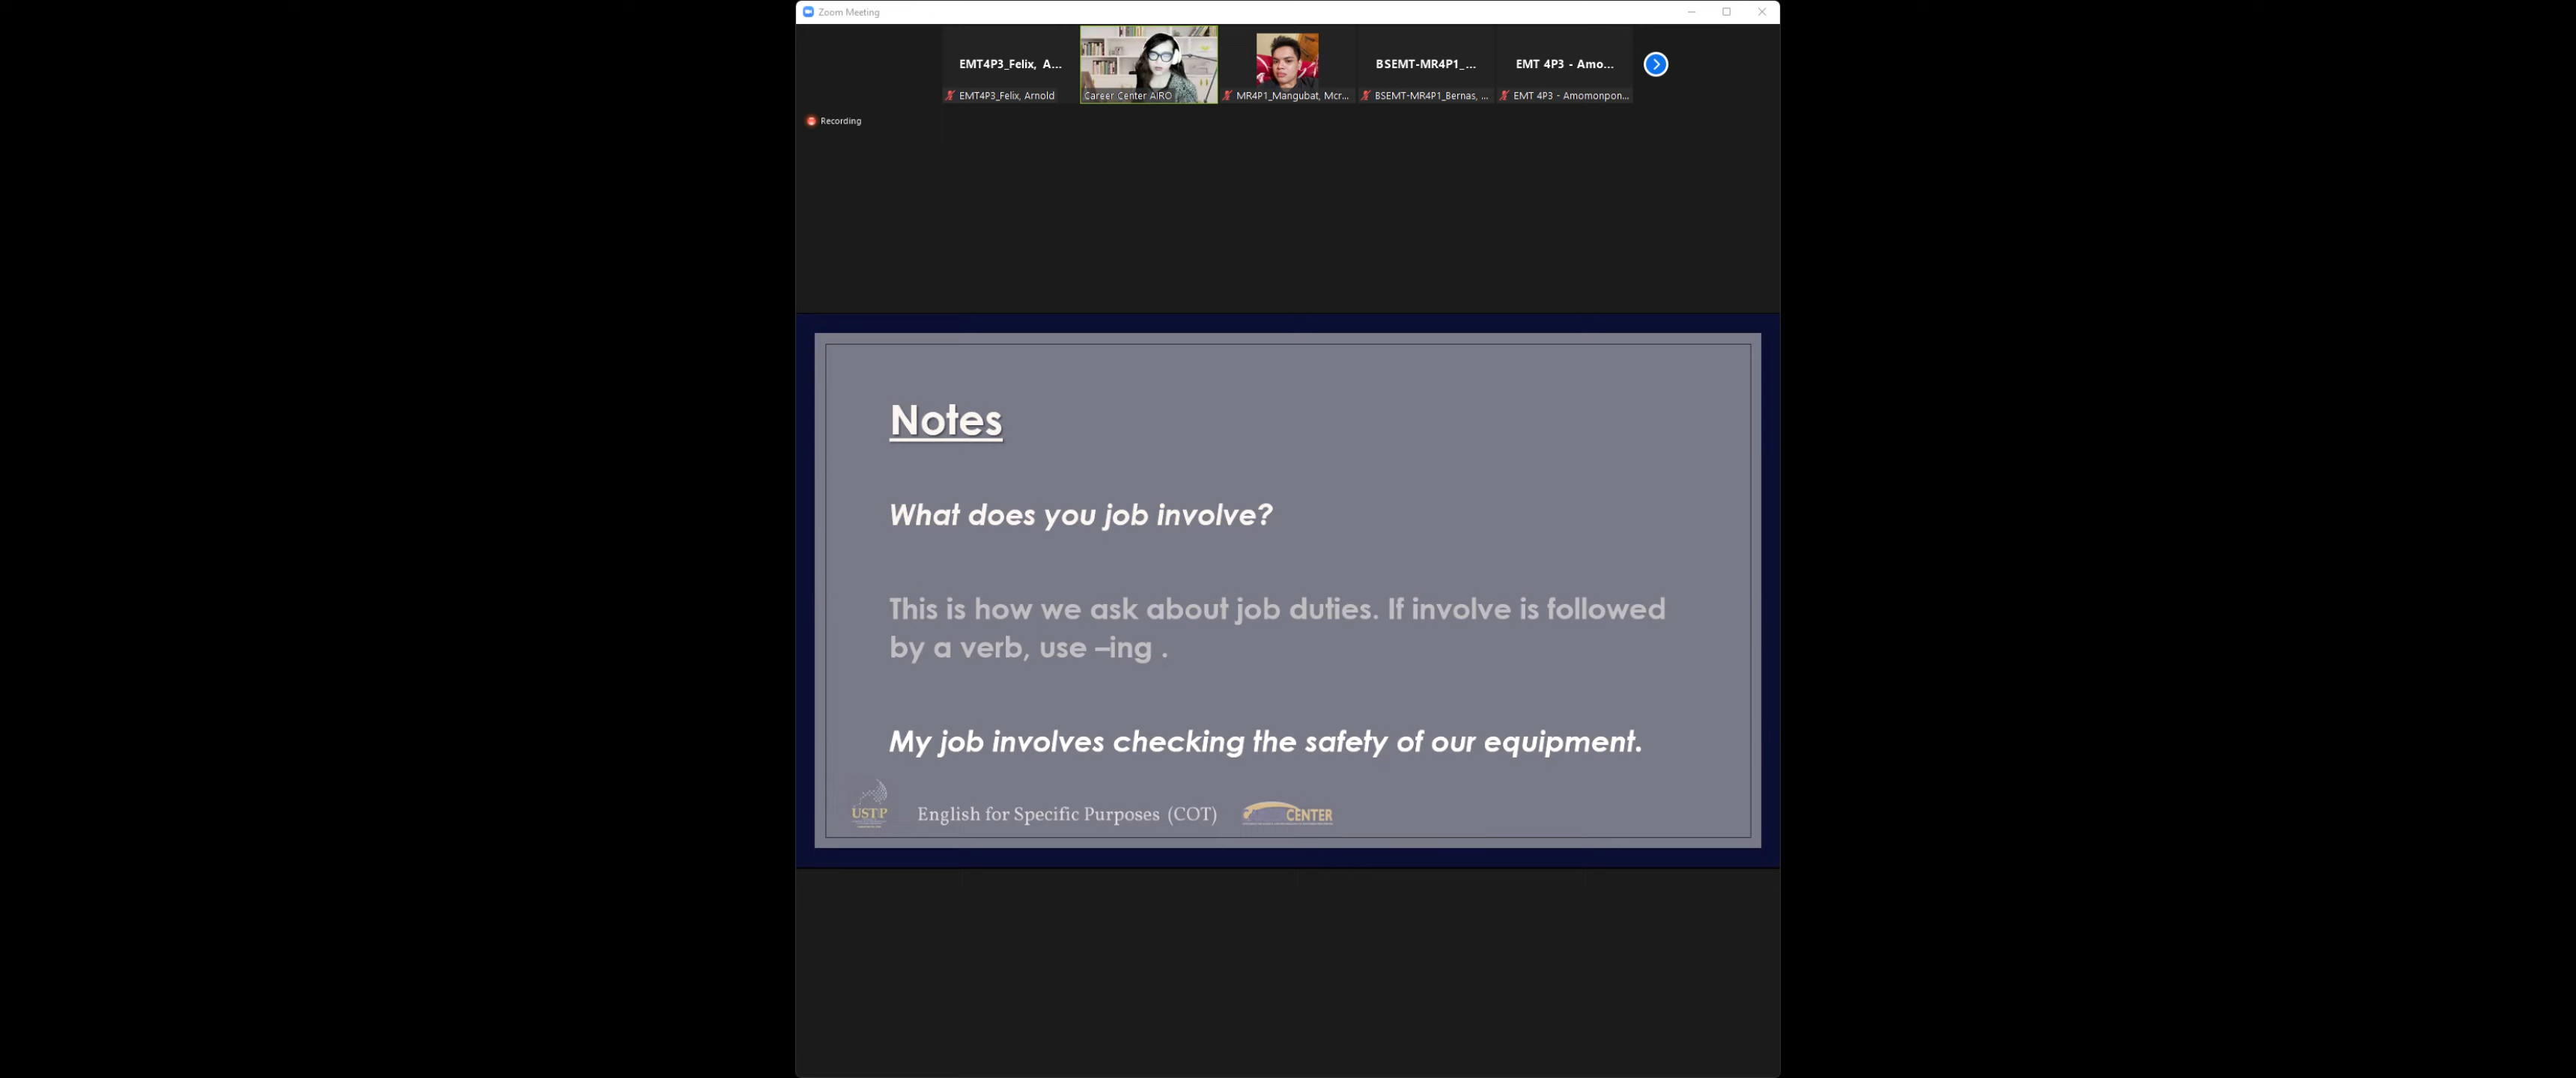 Zoom Meeting
EMT4P3_Felix, A...
BSEMT-MR4P1_...
EMT 4P3 - Amo...
EMT4P3_Felix, Arnold
Career Center AIRO
MR4P1_Mangubat, Mcr...
BSEMT-MR4P1_Bernas, ...
EMT 4P3 - Amomonpon...
Recording
Notes
What does you job involve?
This is how we ask about job duties. If involve is followed
by a verb, use –ing .
My job involves checking the safety of our equipment.
USTP
English for Specific Purposes (COT)
CENTER